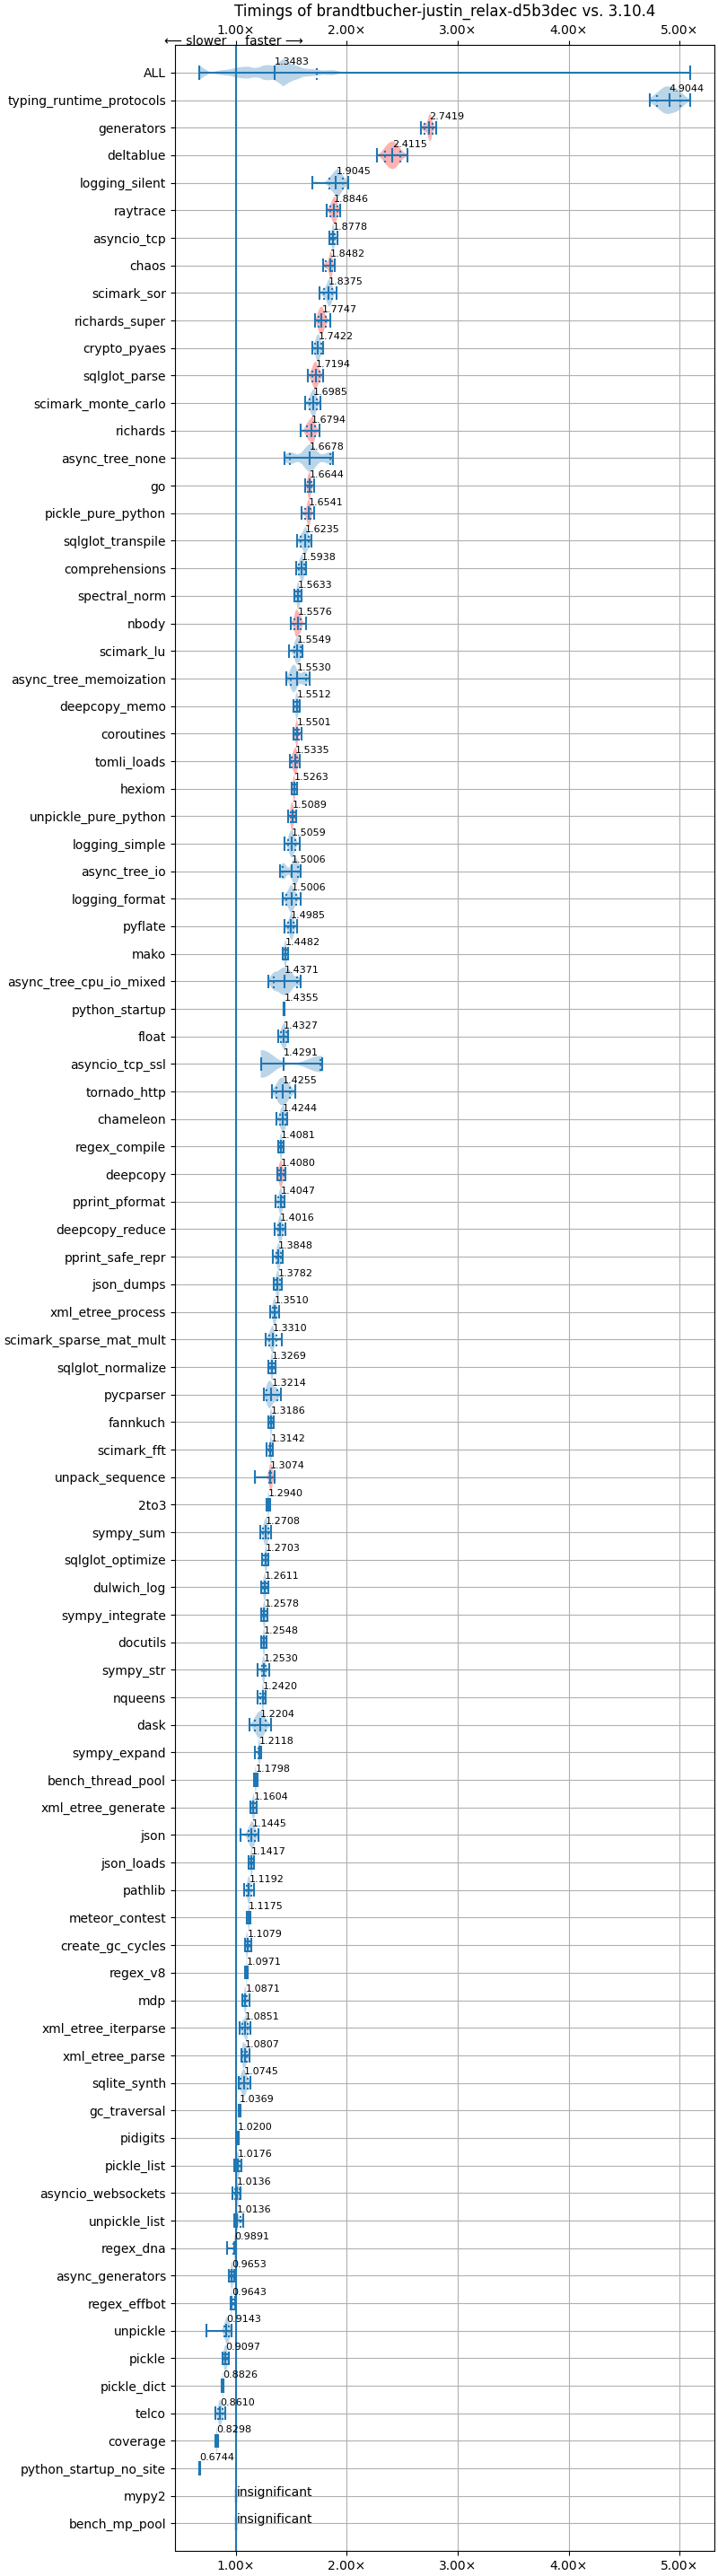 Timings of brandtbucher-justin_relax-d5b3dec vs. 3.10.4
⟵ slower faster ⟶
1.00× 2.00× 3.00× 4.00× 5.00×
ALL 1.3483
typing_runtime_protocols 4.9044
generators 2.7419
deltablue 2.4115
logging_silent 1.9045
raytrace 1.8846
asyncio_tcp 1.8778
chaos 1.8482
scimark_sor 1.8375
richards_super 1.7747
crypto_pyaes 1.7422
sqlglot_parse 1.7194
scimark_monte_carlo 1.6985
richards 1.6794
async_tree_none 1.6678
go 1.6644
pickle_pure_python 1.6541
sqlglot_transpile 1.6235
comprehensions 1.5938
spectral_norm 1.5633
nbody 1.5576
scimark_lu 1.5549
async_tree_memoization 1.5530
deepcopy_memo 1.5512
coroutines 1.5501
tomli_loads 1.5335
hexiom 1.5263
unpickle_pure_python 1.5089
logging_simple 1.5059
async_tree_io 1.5006
logging_format 1.5006
pyflate 1.4985
mako 1.4482
async_tree_cpu_io_mixed 1.4371
python_startup 1.4355
float 1.4327
asyncio_tcp_ssl 1.4291
tornado_http 1.4255
chameleon 1.4244
regex_compile 1.4081
deepcopy 1.4080
pprint_pformat 1.4047
deepcopy_reduce 1.4016
pprint_safe_repr 1.3848
json_dumps 1.3782
xml_etree_process 1.3510
scimark_sparse_mat_mult 1.3310
sqlglot_normalize 1.3269
pycparser 1.3214
fannkuch 1.3186
scimark_fft 1.3142
unpack_sequence 1.3074
2to3 1.2940
sympy_sum 1.2708
sqlglot_optimize 1.2703
dulwich_log 1.2611
sympy_integrate 1.2578
docutils 1.2548
sympy_str 1.2530
nqueens 1.2420
dask 1.2204
sympy_expand 1.2118
bench_thread_pool 1.1798
xml_etree_generate 1.1604
json 1.1445
json_loads 1.1417
pathlib 1.1192
meteor_contest 1.1175
create_gc_cycles 1.1079
regex_v8 1.0971
mdp 1.0871
xml_etree_iterparse 1.0851
xml_etree_parse 1.0807
sqlite_synth 1.0745
gc_traversal 1.0369
pidigits 1.0200
pickle_list 1.0176
asyncio_websockets 1.0136
unpickle_list 1.0136
regex_dna 0.9891
async_generators 0.9653
regex_effbot 0.9643
unpickle 0.9143
pickle 0.9097
pickle_dict 0.8826
telco 0.8610
coverage 0.8298
python_startup_no_site 0.6744
mypy2 insignificant
bench_mp_pool insignificant
1.00× 2.00× 3.00× 4.00× 5.00×